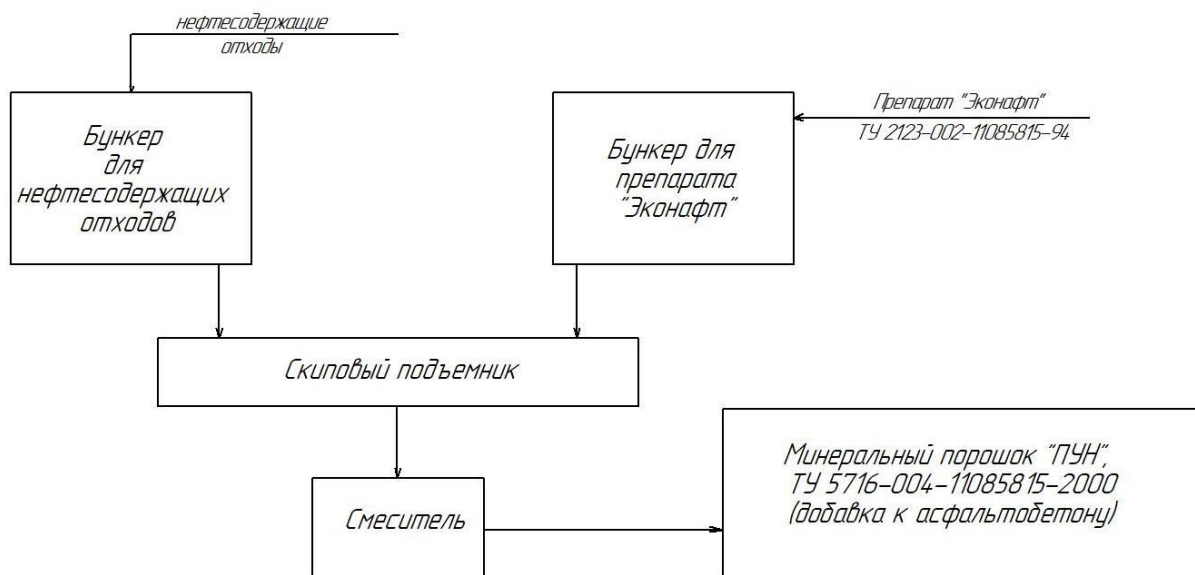 нефтесодержащие
отходы
Бункер
для
нефтесодержащих
отходов
Бункер для
препарата
"Эконафт"
Препарат "Эконафт"
ТУ 2123-002-11085815-94
Скиповый подъемник
Смеситель
Минеральный порошок "ПУН",
ТУ 5716-004-11085815-2000
(добавка к асфальтобетону)